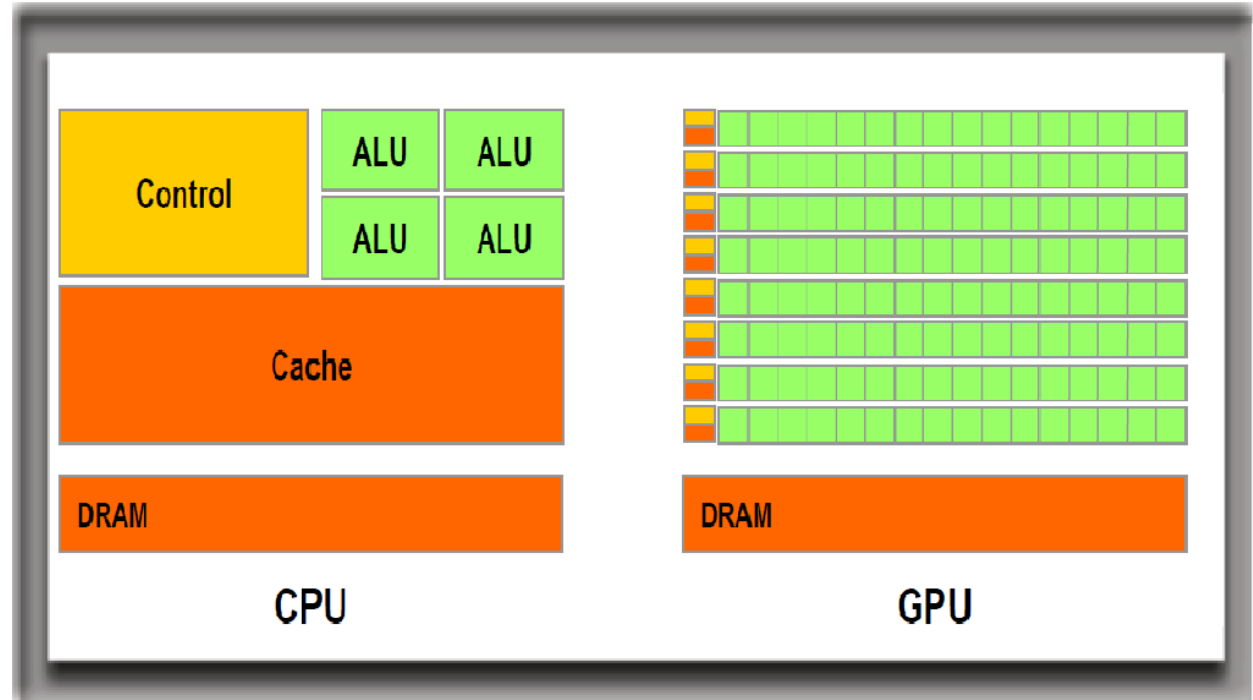 Control
ALU ALU
ALU ALU
Cache
DRAM
CPU
DRAM
GPU